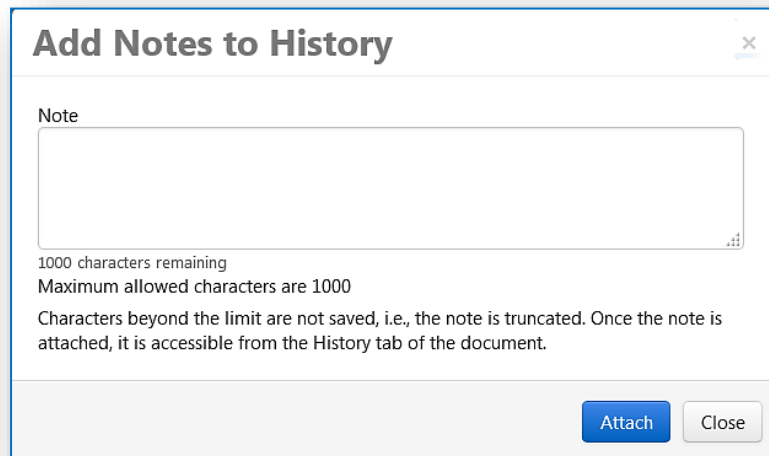 Add Notes to History
×
Note
1000 characters remaining
Maximum allowed characters are 1000
Characters beyond the limit are not saved, i.e., the note is truncated. Once the note is
attached, it is accessible from the History tab of the document.
Attach Close